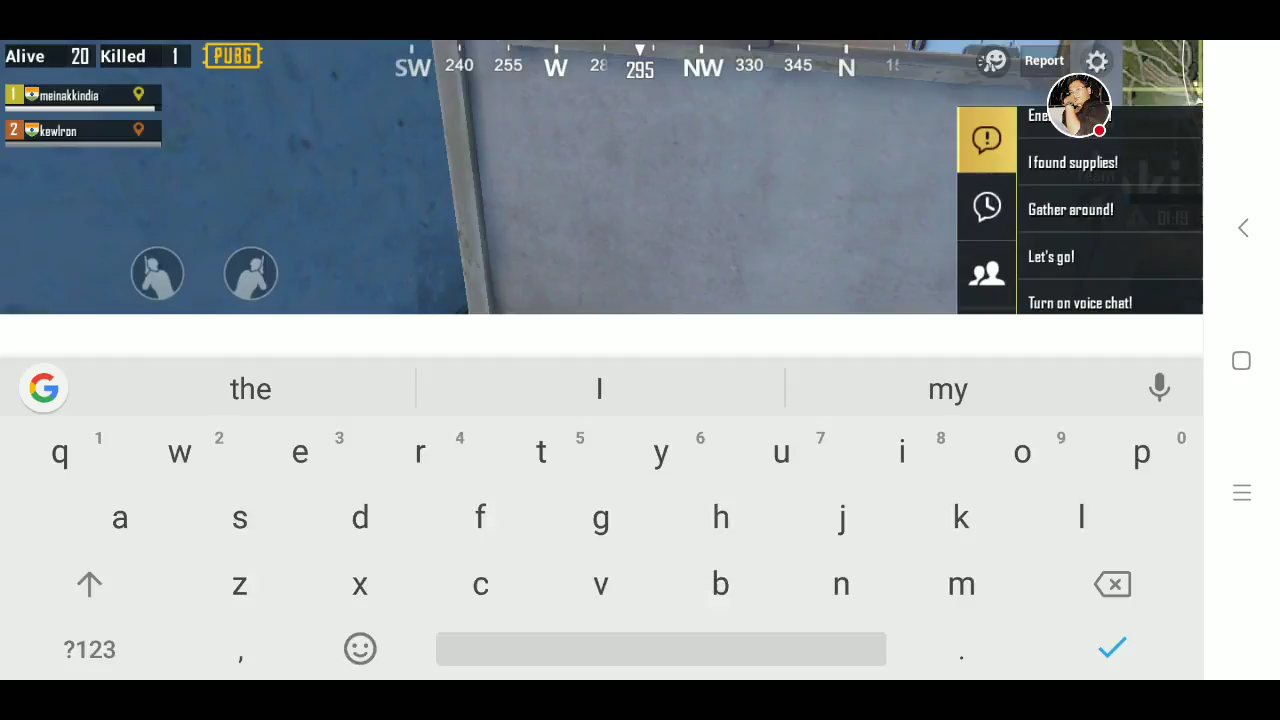 Alive 20 Killed 1 PUBG
SW 240 255 W 295 NW 330 345 N
Report
1 meinakkindia
2 kewlron
I found supplies!
Gather around!
Let's go!
Turn on voice chat!
the I my
q 1 w 2 e 3 r 4 t 5 y 6 u 7 i 8 o 9 p 0
a s d f g h j k l
z x c v b n m
?123 , .